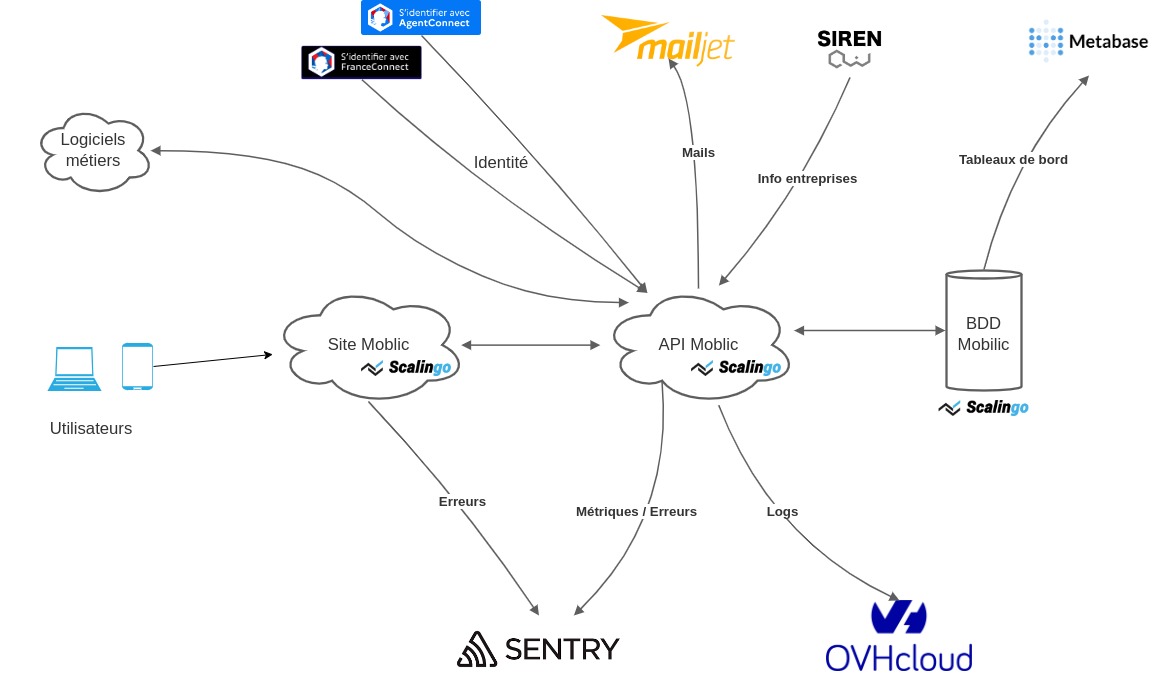 S'identifier avec
AgentConnect
S'identifier avec
FranceConnect
mailjet
SIREN
Metabase
Logiciels
métiers
Identité
Mails
Info entreprises
Tableaux de bord
Site Moblic
Scalingo
API Moblic
Scalingo
BDD
Mobilic
Scalingo
Utilisateurs
Erreurs
Métriques / Erreurs
Logs
SENTRY
OVHcloud